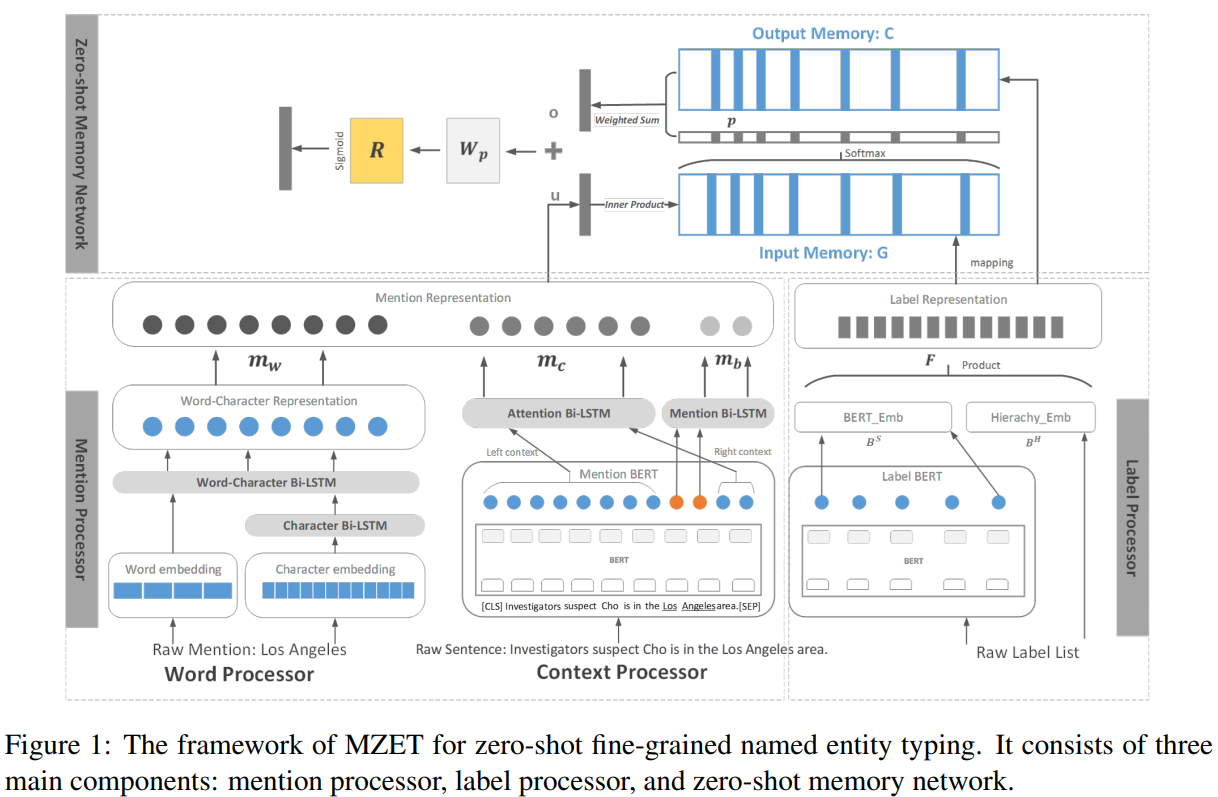 Zero-shot Memory Network
Output Memory: C
o
Weighted Sum
p
Softmax
Sigmoid
R
W_p
+
u
Inner Product
Input Memory: G
mapping
Mention Representation
m_w
m_c
m_b
Label Representation
F
Product
Mention Processor
Word-Character Representation
Word-Character Bi-LSTM
Character Bi-LSTM
Word embedding
Character embedding
Raw Mention: Los Angeles
Word Processor
Attention Bi-LSTM
Mention Bi-LSTM
Left context
Right context
Mention BERT
BERT
[CLS] Investigators suspect Cho is in the Los Angeles area.[SEP]
Raw Sentence: Investigators suspect Cho is in the Los Angeles area.
Context Processor
BERT_Emb
B^S
Hierachy_Emb
B^H
Label BERT
BERT
Raw Label List
Label Processor
Figure 1: The framework of MZET for zero-shot fine-grained named entity typing. It consists of three
main components: mention processor, label processor, and zero-shot memory network.